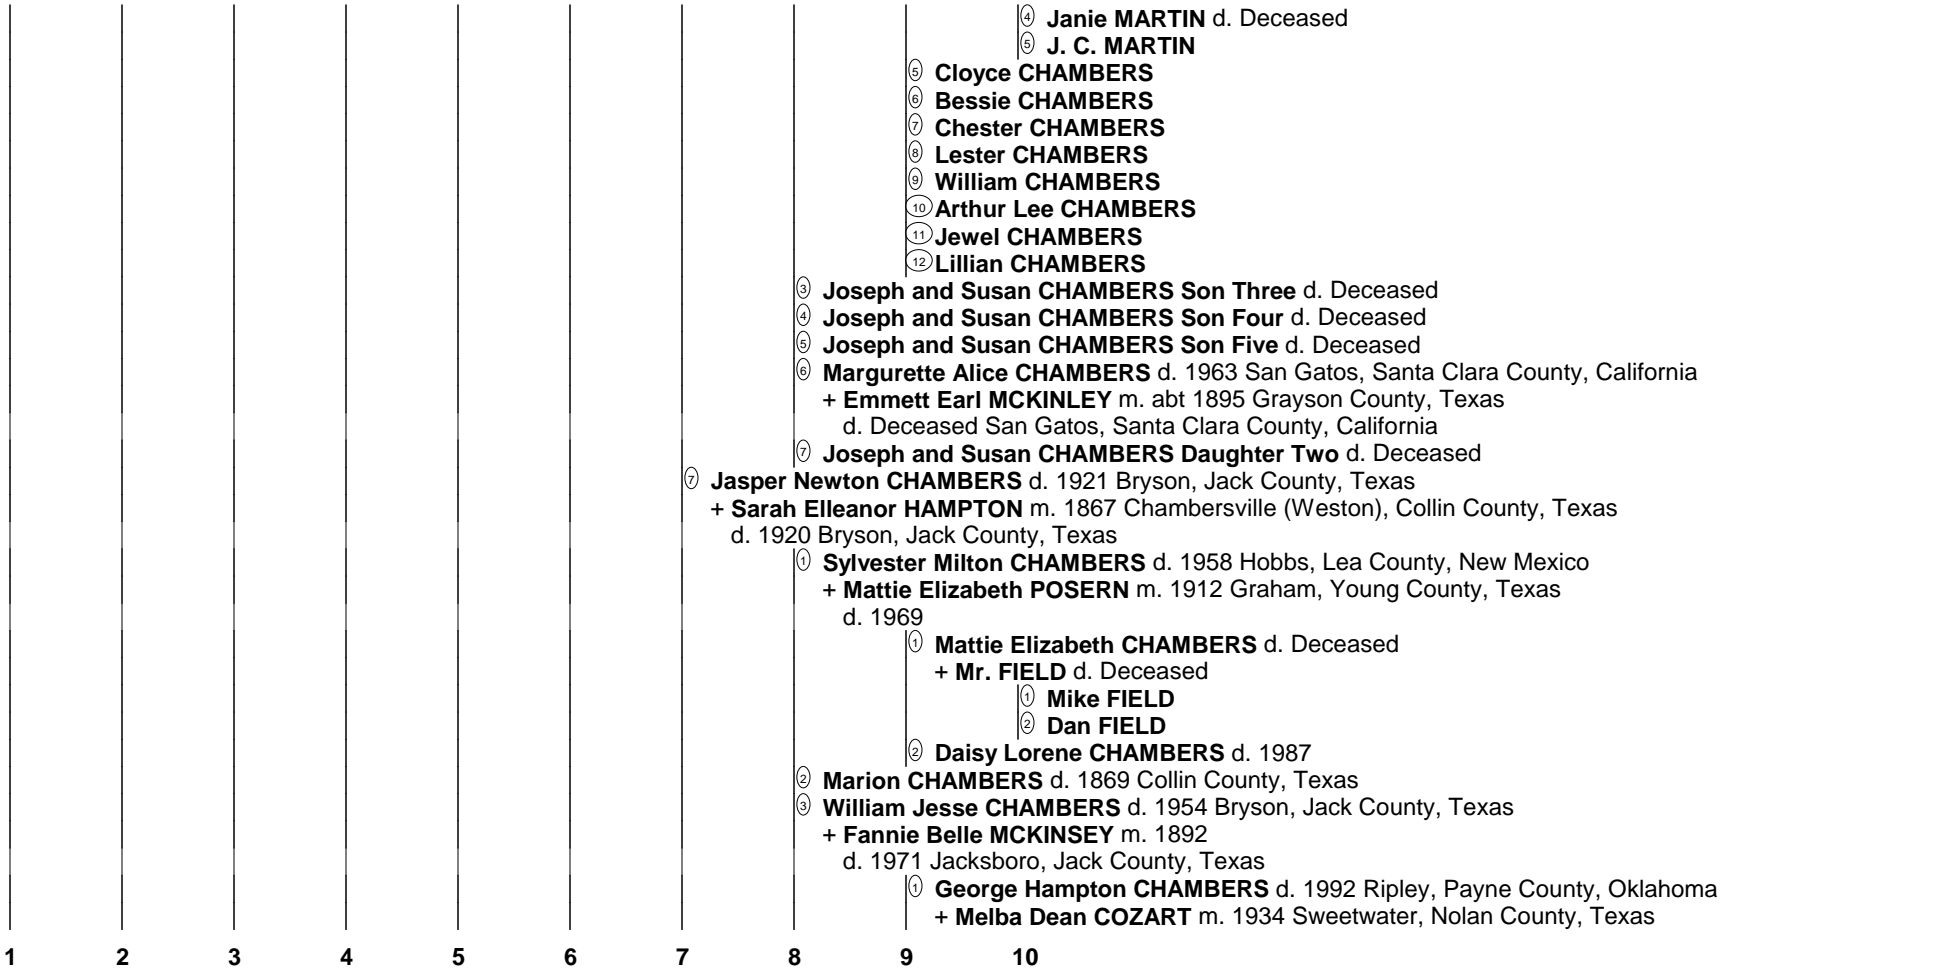 4 Janie MARTIN d. Deceased
5 J. C. MARTIN
5 Cloyce CHAMBERS
6 Bessie CHAMBERS
7 Chester CHAMBERS
8 Lester CHAMBERS
9 William CHAMBERS
10 Arthur Lee CHAMBERS
11 Jewel CHAMBERS
12 Lillian CHAMBERS
3 Joseph and Susan CHAMBERS Son Three d. Deceased
4 Joseph and Susan CHAMBERS Son Four d. Deceased
5 Joseph and Susan CHAMBERS Son Five d. Deceased
6 Margurette Alice CHAMBERS d. 1963 San Gatos, Santa Clara County, California
+ Emmett Earl MCKINLEY m. abt 1895 Grayson County, Texas
d. Deceased San Gatos, Santa Clara County, California
7 Joseph and Susan CHAMBERS Daughter Two d. Deceased
7 Jasper Newton CHAMBERS d. 1921 Bryson, Jack County, Texas
+ Sarah Elleanor HAMPTON m. 1867 Chambersville (Weston), Collin County, Texas
d. 1920 Bryson, Jack County, Texas
1 Sylvester Milton CHAMBERS d. 1958 Hobbs, Lea County, New Mexico
+ Mattie Elizabeth POSERN m. 1912 Graham, Young County, Texas
d. 1969
1 Mattie Elizabeth CHAMBERS d. Deceased
+ Mr. FIELD d. Deceased
1 Mike FIELD
2 Dan FIELD
2 Daisy Lorene CHAMBERS d. 1987
2 Marion CHAMBERS d. 1869 Collin County, Texas
3 William Jesse CHAMBERS d. 1954 Bryson, Jack County, Texas
+ Fannie Belle MCKINSEY m. 1892
d. 1971 Jacksboro, Jack County, Texas
1 George Hampton CHAMBERS d. 1992 Ripley, Payne County, Oklahoma
+ Melba Dean COZART m. 1934 Sweetwater, Nolan County, Texas
1 2 3 4 5 6 7 8 9 10